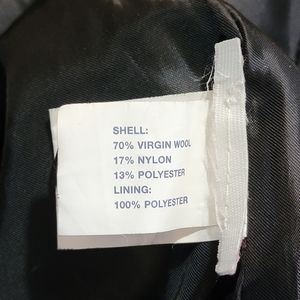 SHELL:
70% VIRGIN WOOL
17% NYLON
13% POLYESTER
LINING:
100% POLYESTER